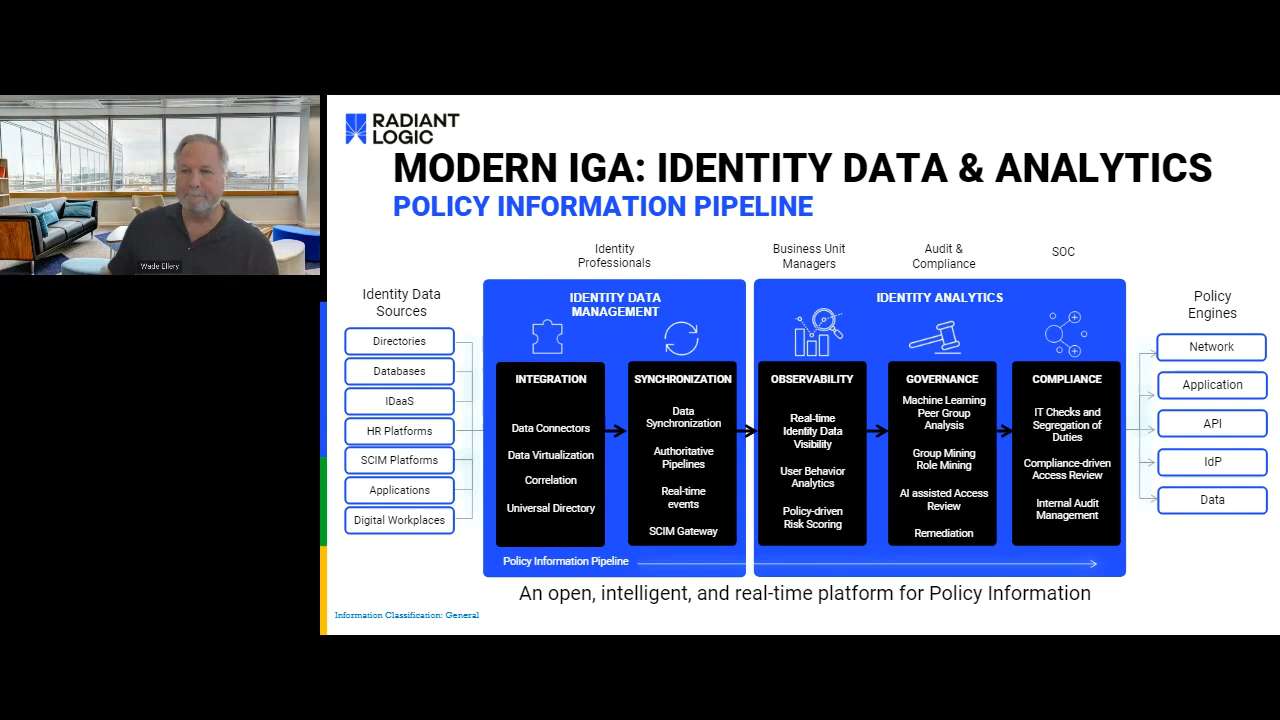 RADIANT
LOGIC
MODERN IGA: IDENTITY DATA & ANALYTICS
POLICY INFORMATION PIPELINE
Wade Ellery
Identity
Professionals
Business Unit
Managers
Audit &
Compliance
SOC
Identity Data
Sources
Directories
Databases
IDaaS
HR Platforms
SCIM Platforms
Applications
Digital Workplaces
IDENTITY DATA
MANAGEMENT
INTEGRATION
Data Connectors
Data Virtualization
Correlation
Universal Directory
SYNCHRONIZATION
Data
Synchronization
Authoritative
Pipelines
Real-time
events
SCIM Gateway
IDENTITY ANALYTICS
OBSERVABILITY
Real-time
Identity Data
Visibility
User Behavior
Analytics
Policy-driven
Risk Scoring
GOVERNANCE
Machine Learning
Peer Group
Analysis
Group Mining
Role Mining
AI assisted Access
Review
Remediation
COMPLIANCE
IT Checks and
Segregation of
Duties
Compliance-driven
Access Review
Internal Audit
Management
Policy
Engines
Network
Application
API
IdP
Data
Policy Information Pipeline
An open, intelligent, and real-time platform for Policy Information
Information Classification: General